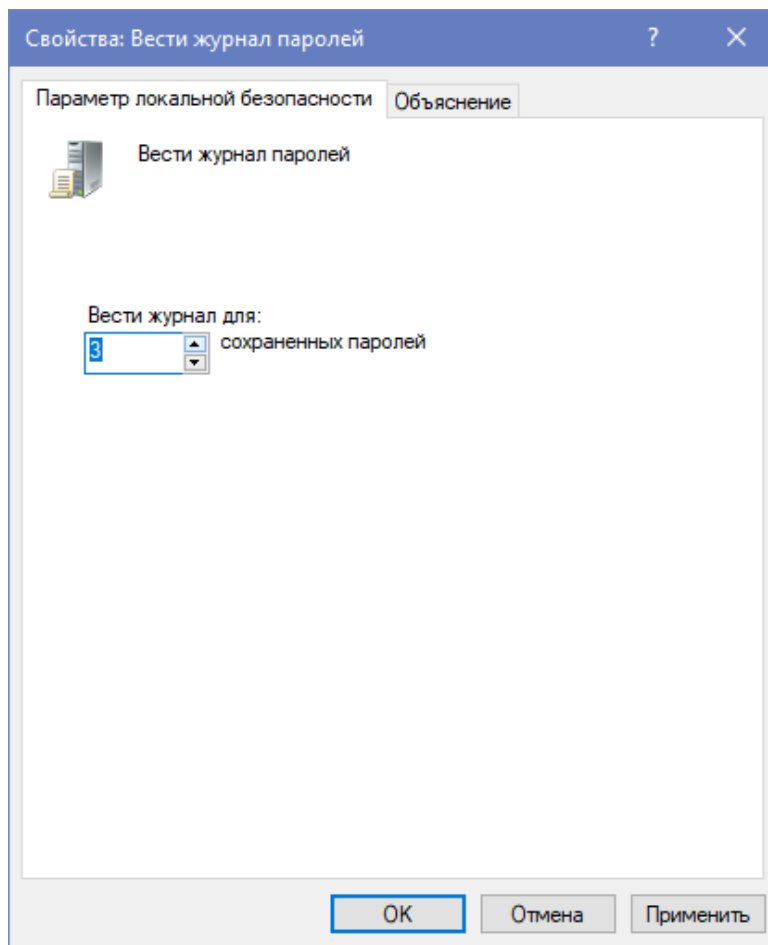 Свойства: Вести журнал паролей ?
Параметр локальной безопасности Объяснение
Вести журнал паролей
Вести журнал для:
3 сохраненных паролей
OK Отмена Применить